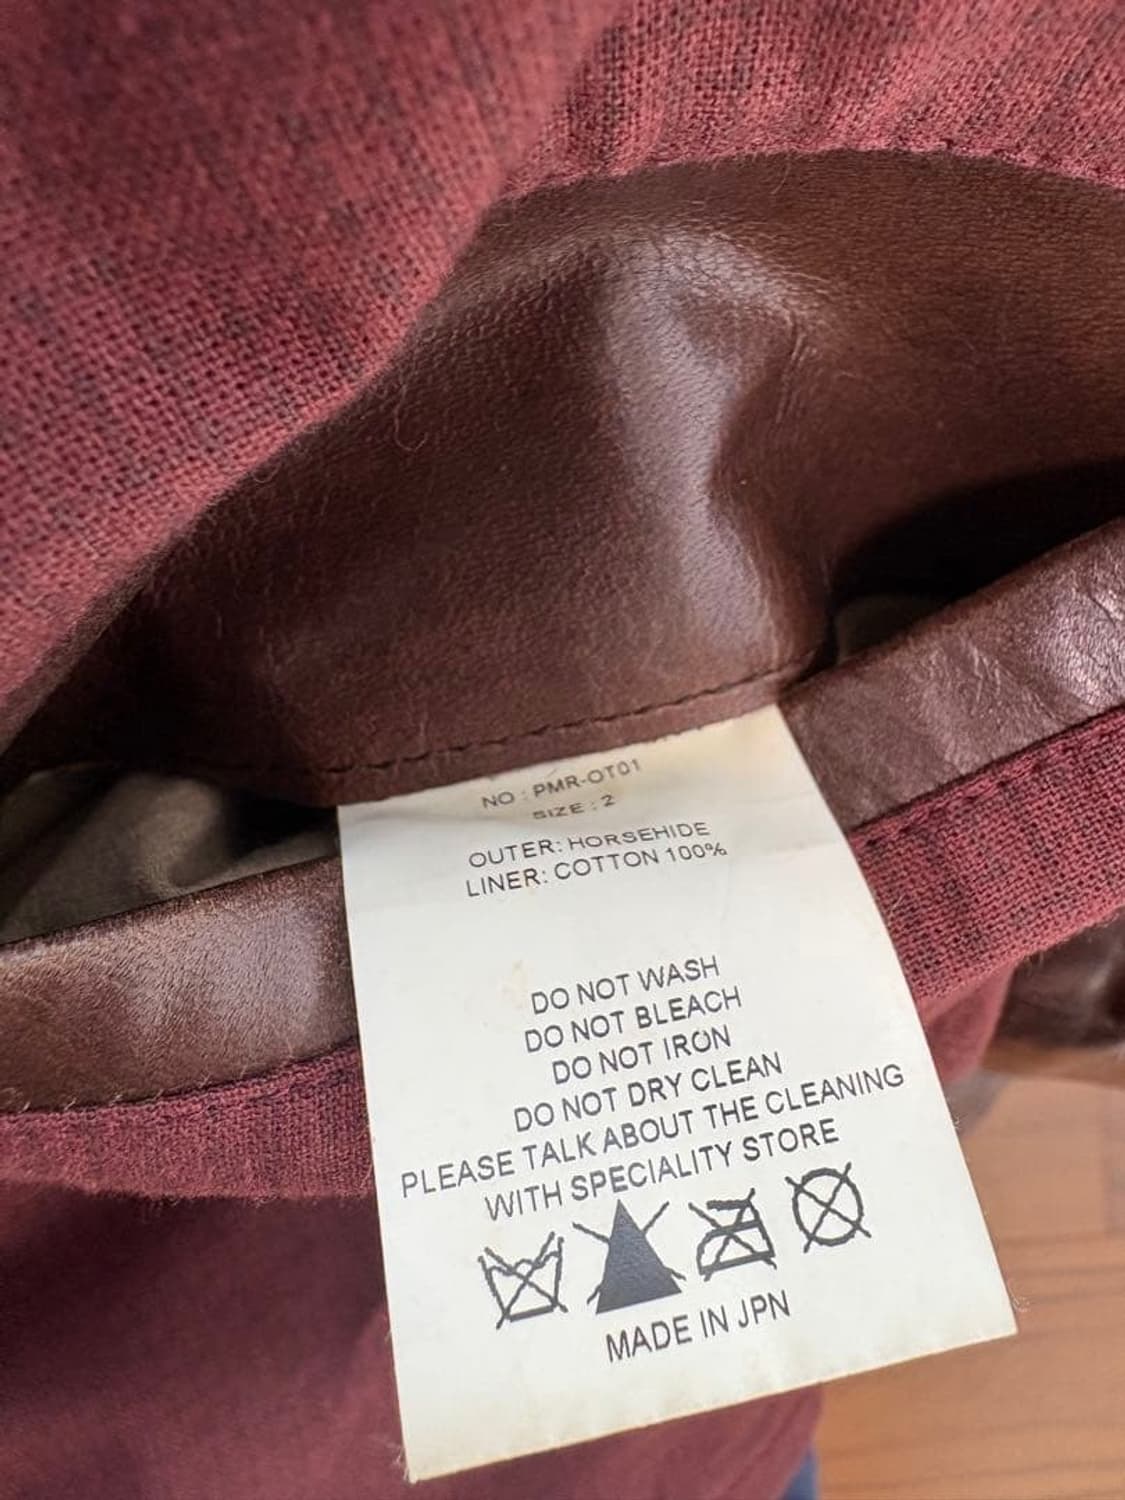 NO : PMR-OT01
SIZE : 2
OUTER: HORSEHIDE
LINER: COTTON 100%
DO NOT WASH
DO NOT BLEACH
DO NOT IRON
DO NOT DRY CLEAN
PLEASE TALK ABOUT THE CLEANING
WITH SPECIALITY STORE
MADE IN JPN